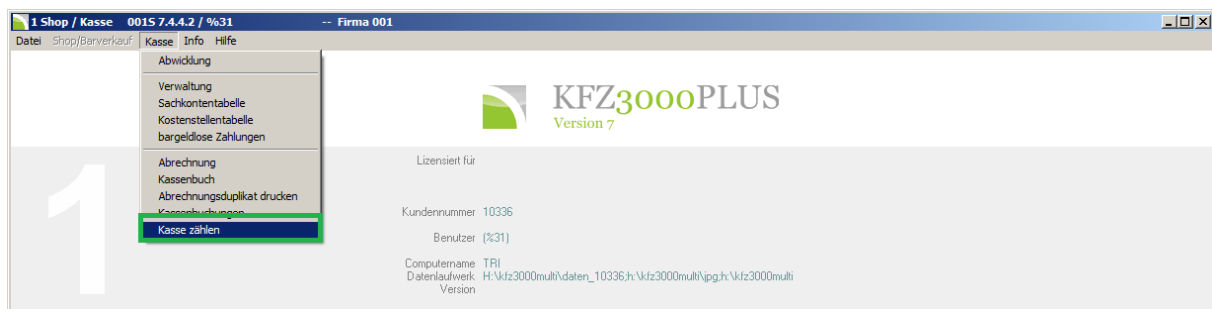 1 Shop / Kasse 001S 7.4.4.2 / %31 -- Firma 001
Datei Shop/Barverkauf Kasse Info Hilfe
Abwicklung
Verwaltung
Sachkontentabelle
Kostenstellentabelle
bargeldlose Zahlungen
Abrechnung
Kassenbuch
Abrechnungsduplikat drucken
Kassenbuchungen
Kasse zählen
KFZ3000PLUS
Version 7
1
Lizensiert für
Kundennummer 10336
Benutzer (%31)
Computername TRI
Datenlaufwerk H:\kfz3000multi\daten_10336;h:\kfz3000multi\jpg;h:\kfz3000multi
Version